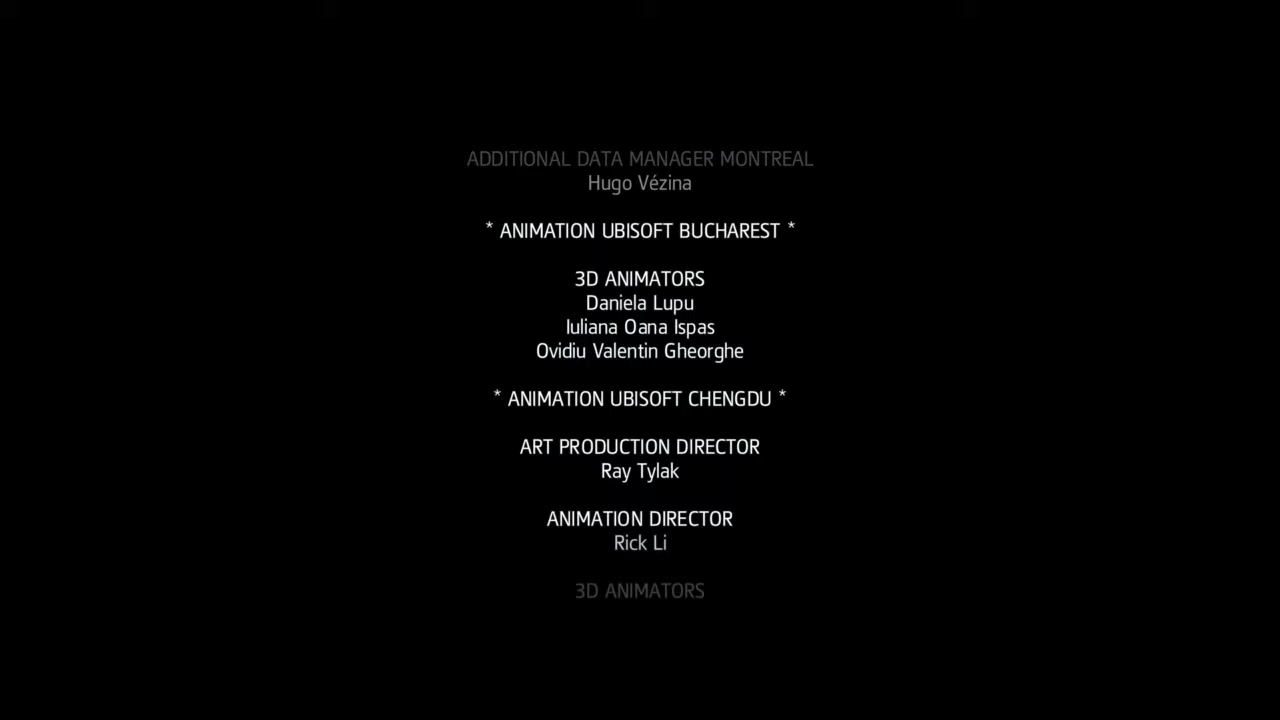 ADDITIONAL DATA MANAGER MONTREAL
Hugo Vézina
* ANIMATION UBISOFT BUCHAREST *
3D ANIMATORS
Daniela Lupu
Iuliana Oana Ispas
Ovidiu Valentin Gheorghe
* ANIMATION UBISOFT CHENGDU *
ART PRODUCTION DIRECTOR
Ray Tylak
ANIMATION DIRECTOR
Rick Li
3D ANIMATORS